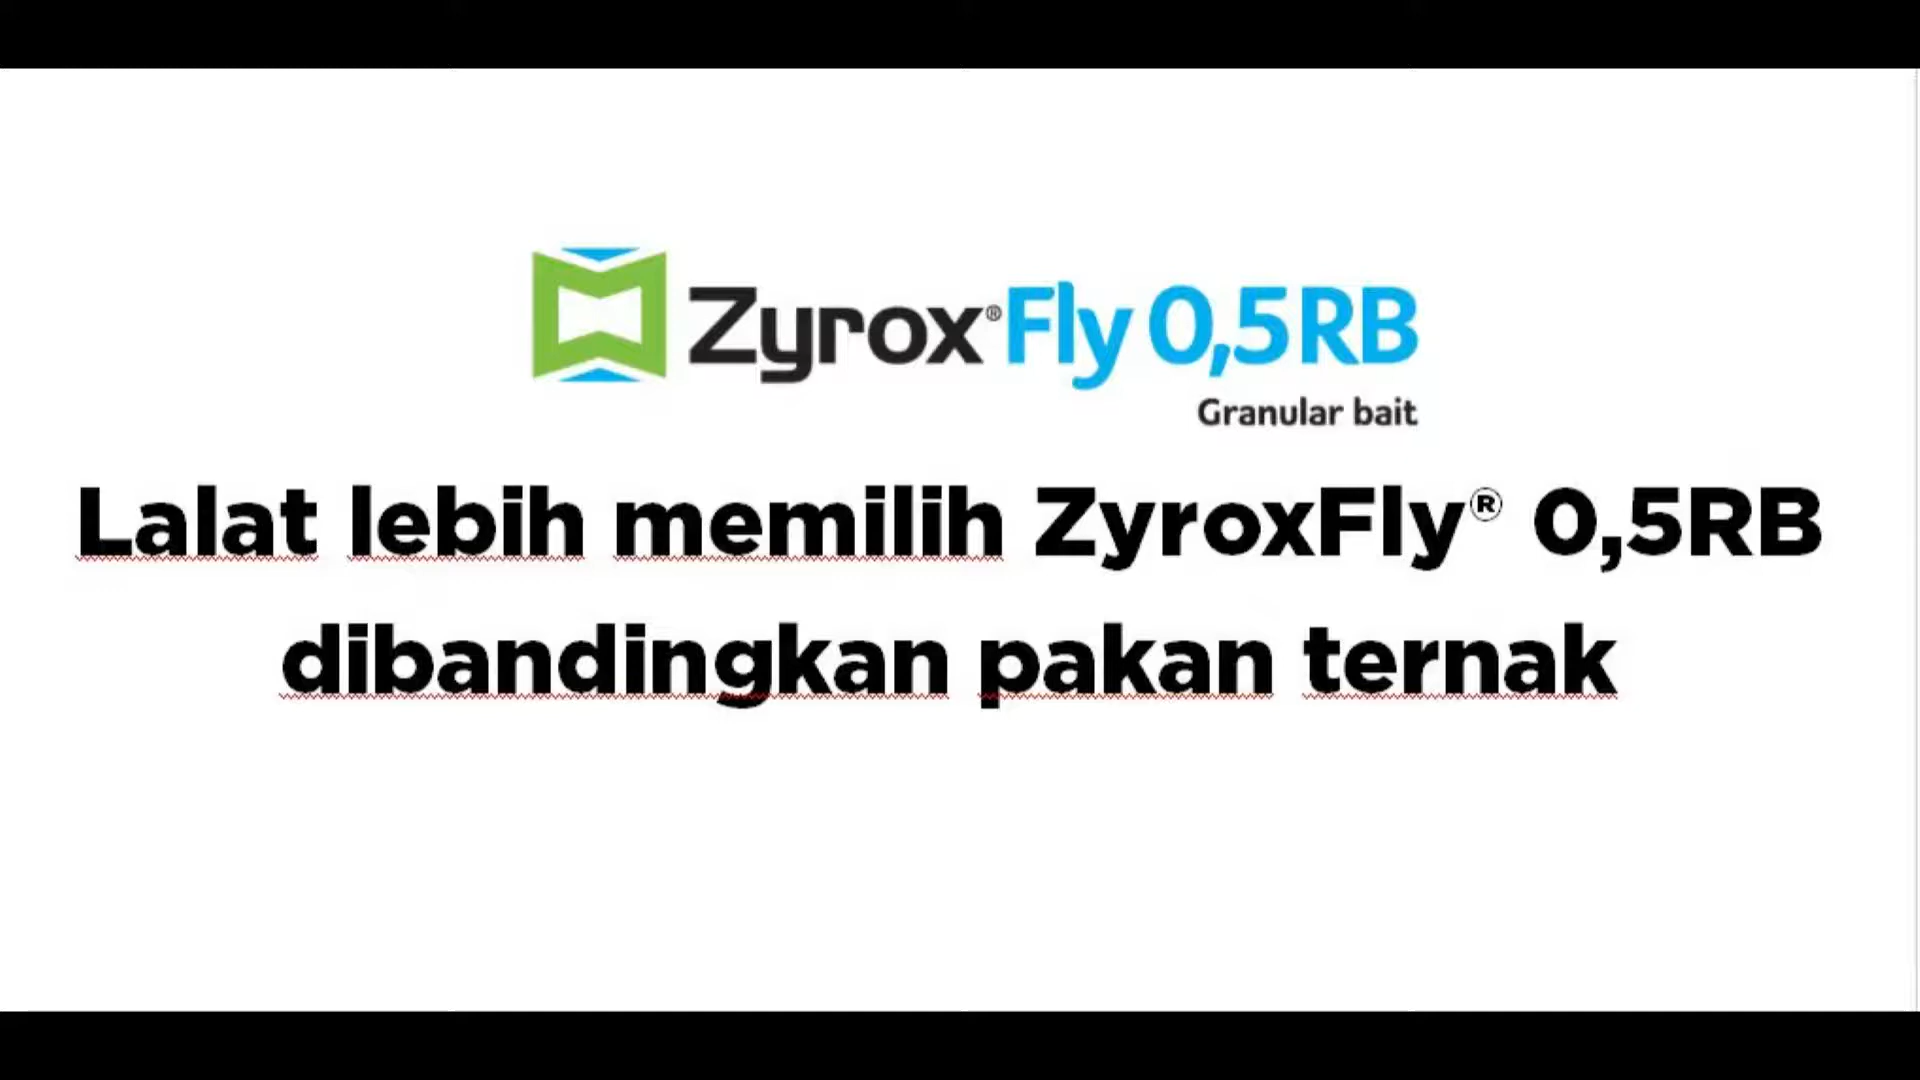 Zyrox® Fly 0,5RB
Granular bait
Lalat lebih memilih ZyroxFly® 0,5RB
dibandingkan pakan ternak